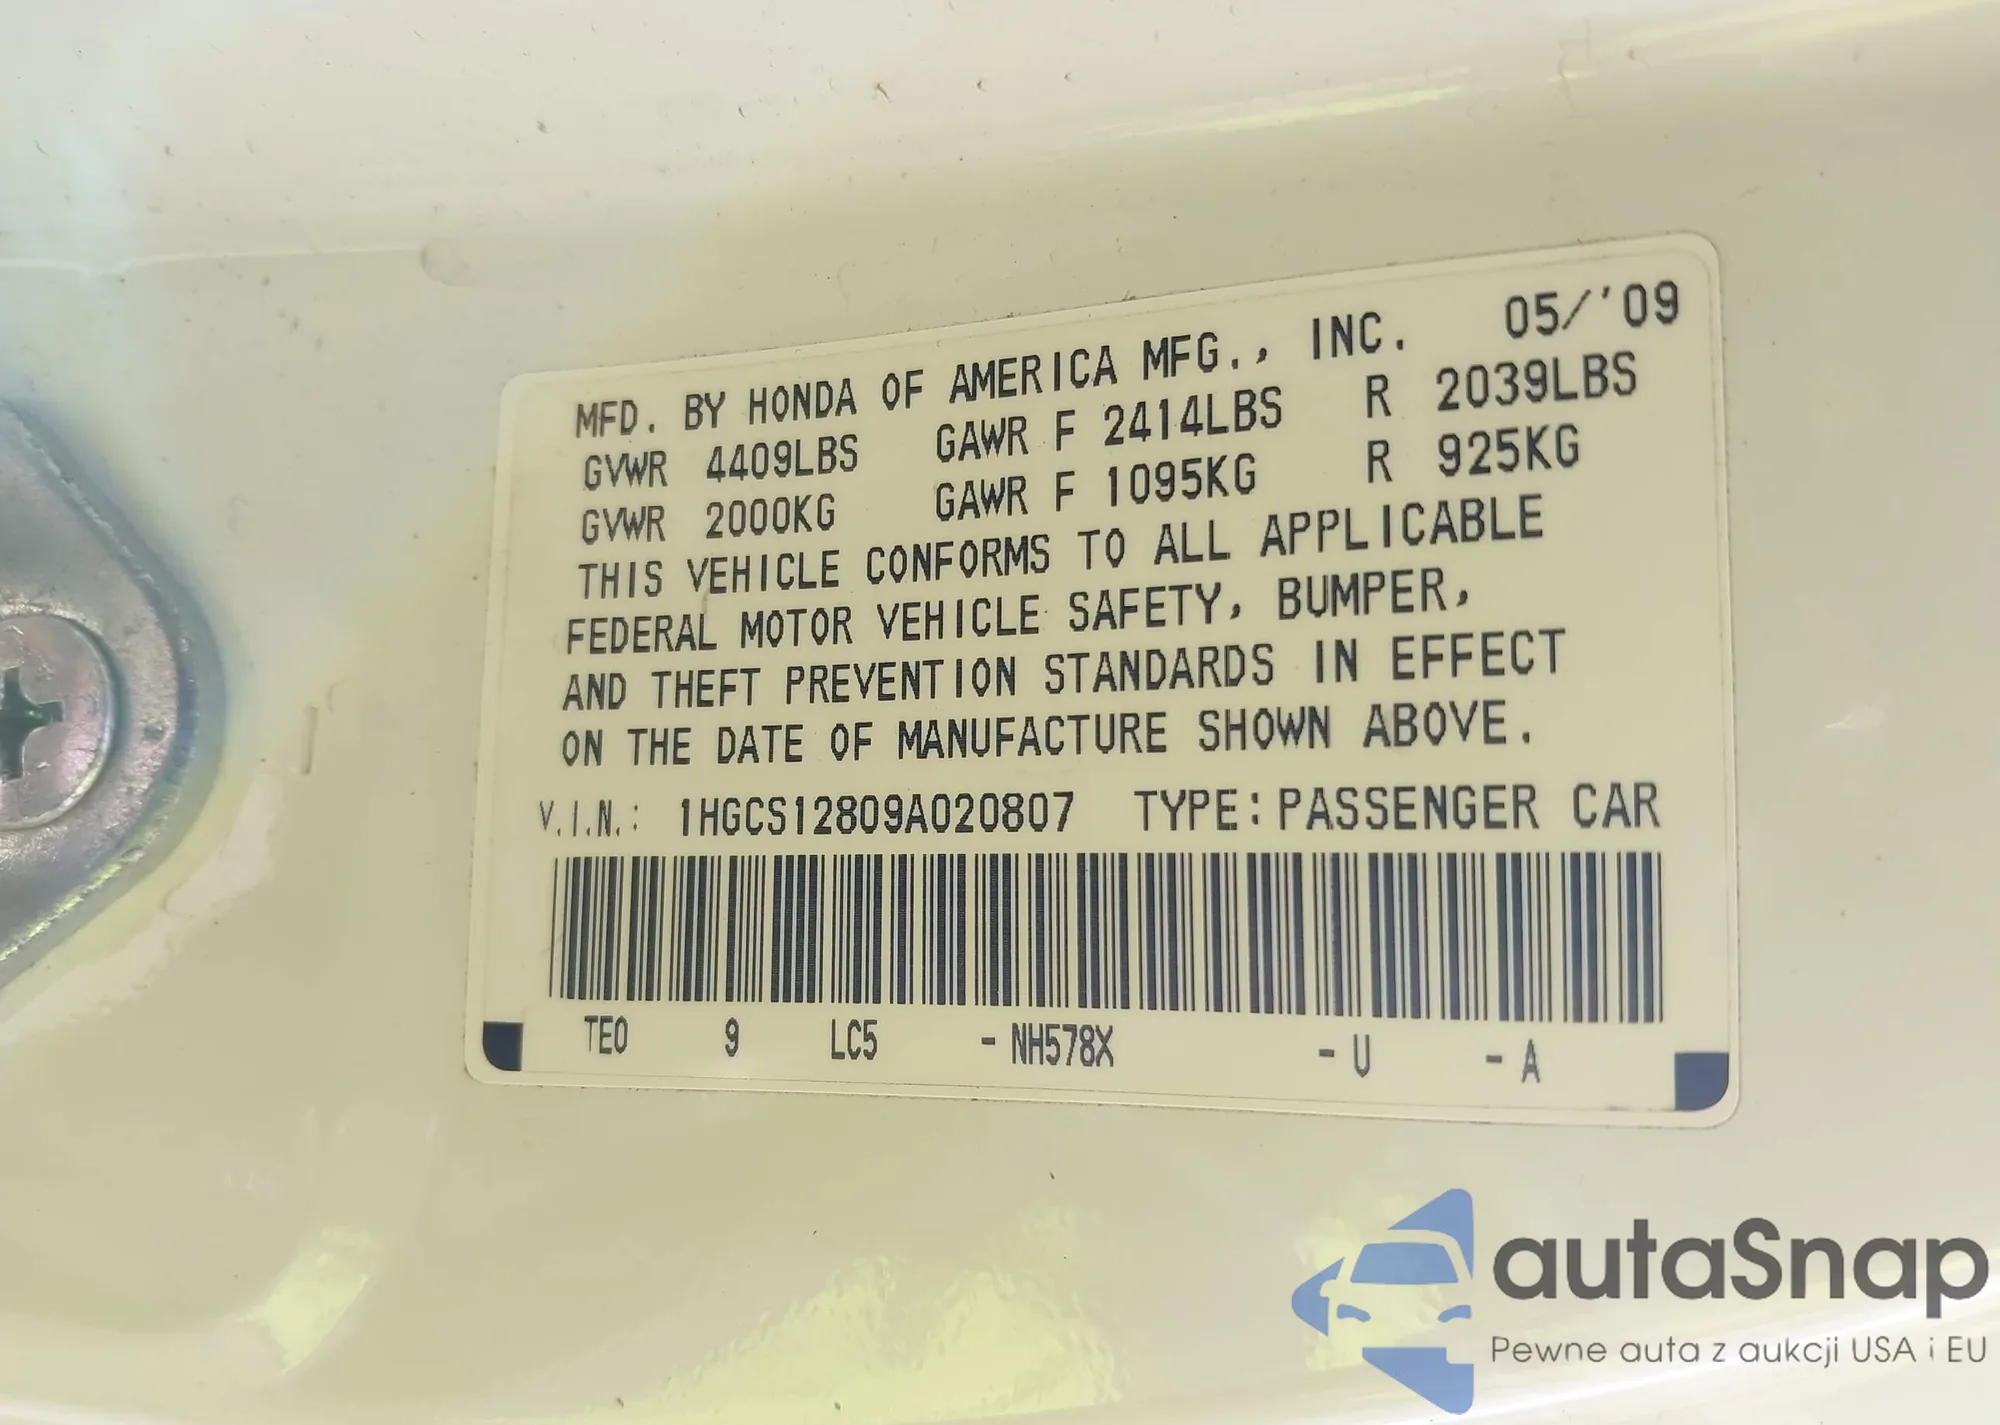 MFD. BY HONDA OF AMERICA MFG., INC. 05/'09
GVWR 4409LBS GAWR F 2414LBS R 2039LBS
GVWR 2000KG GAWR F 1095KG R 925KG
THIS VEHICLE CONFORMS TO ALL APPLICABLE
FEDERAL MOTOR VEHICLE SAFETY, BUMPER,
AND THEFT PREVENTION STANDARDS IN EFFECT
ON THE DATE OF MANUFACTURE SHOWN ABOVE.
V.I.N.: 1HGCS12809A020807 TYPE: PASSENGER CAR
TE0 9 LC5 - NH578X - U - A
autaSnap
Pewne auta z aukcji USA i EU